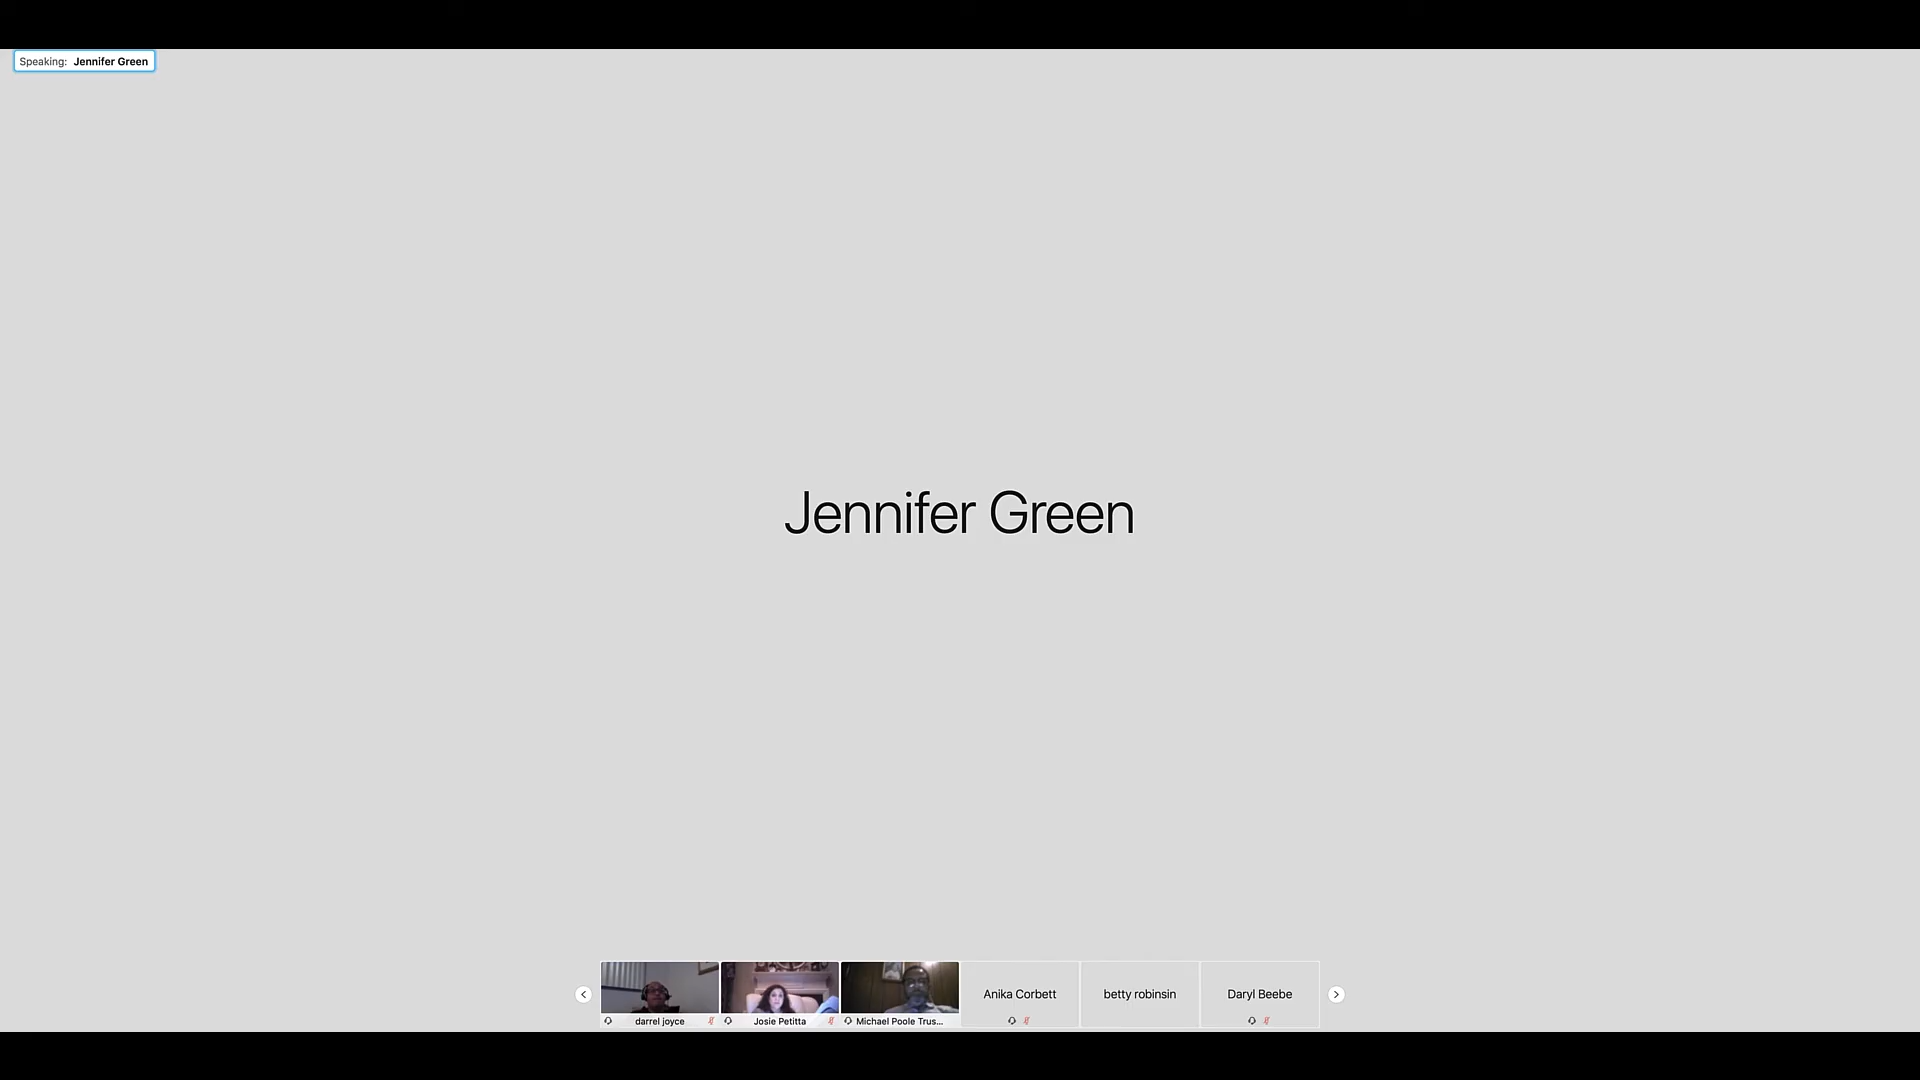 Speaking: Jennifer Green
Jennifer Green
darrel joyce
Josie Petitta
Michael Poole Trus...
Anika Corbett
betty robinsin
Daryl Beebe